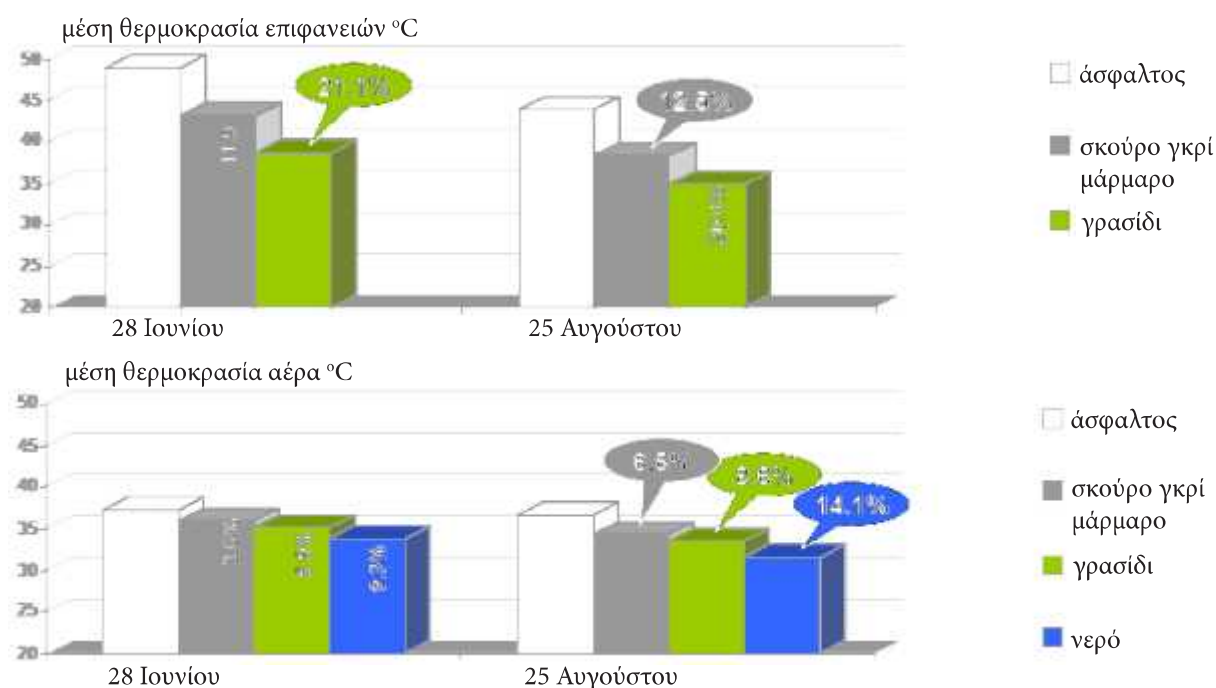 μέση θερμοκρασία επιφανειών °C
50
45
40
35
30
25
20
21.1%
28 Ιουνίου
25 Αυγούστου
άσφαλτος
σκούρο γκρί
μάρμαρο
γρασίδι
μέση θερμοκρασία αέρα °C
50
45
40
35
30
25
20
6.5%
14.1%
28 Ιουνίου
25 Αυγούστου
άσφαλτος
σκούρο γκρί
μάρμαρο
γρασίδι
νερό